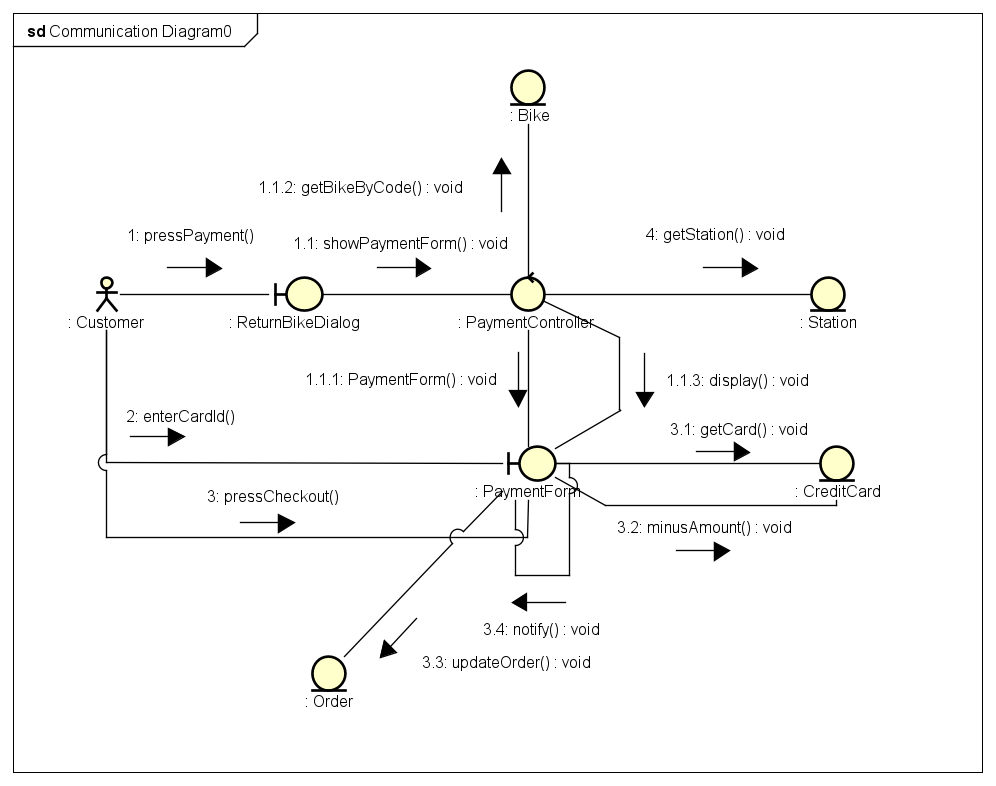 sd Communication Diagram0
: Bike
1.1.2: getBikeByCode() : void
1: pressPayment()
1.1: showPaymentForm() : void
4: getStation() : void
: Customer
: ReturnBikeDialog
: PaymentController
: Station
1.1.1: PaymentForm() : void
1.1.3: display() : void
2: enterCardId()
3.1: getCard() : void
3: pressCheckout()
: PaymentForm
: CreditCard
3.2: minusAmount() : void
3.4: notify() : void
3.3: updateOrder() : void
: Order